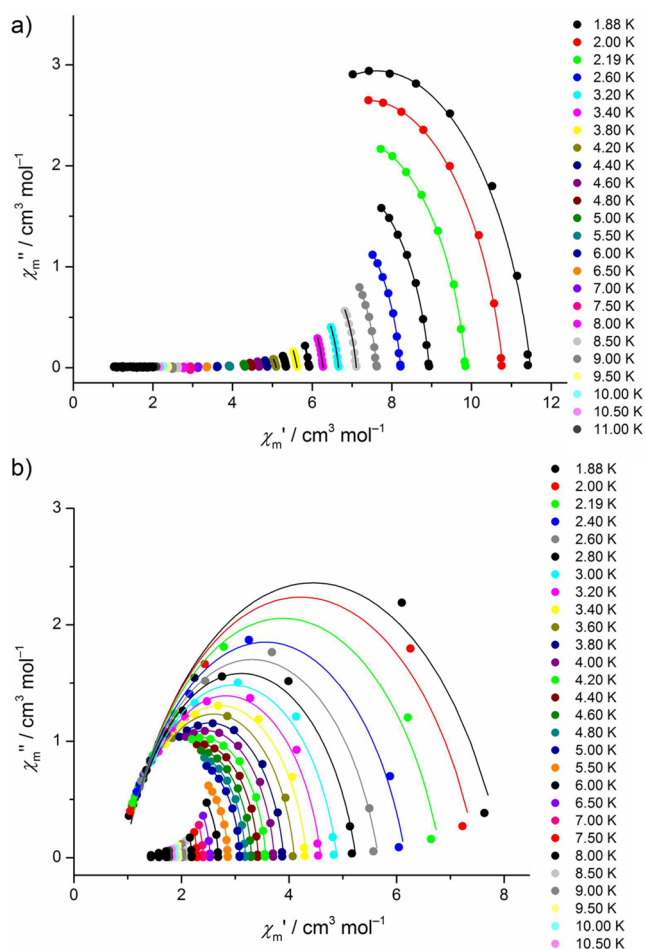 a)
3
2
1
0
χm'' / cm³ mol⁻¹
0 1 2 3 4 5 6 7 8 9 10 11 12
χm' / cm³ mol⁻¹
1.88 K
2.00 K
2.19 K
2.60 K
3.20 K
3.40 K
3.80 K
4.20 K
4.40 K
4.60 K
4.80 K
5.00 K
5.50 K
6.00 K
6.50 K
7.00 K
7.50 K
8.00 K
8.50 K
9.00 K
9.50 K
10.00 K
10.50 K
11.00 K
b)
3
2
1
0
χm'' / cm³ mol⁻¹
0 2 4 6 8
χm' / cm³ mol⁻¹
1.88 K
2.00 K
2.19 K
2.40 K
2.60 K
2.80 K
3.00 K
3.20 K
3.40 K
3.60 K
3.80 K
4.00 K
4.20 K
4.40 K
4.60 K
4.80 K
5.00 K
5.50 K
6.00 K
6.50 K
7.00 K
7.50 K
8.00 K
8.50 K
9.00 K
9.50 K
10.00 K
10.50 K